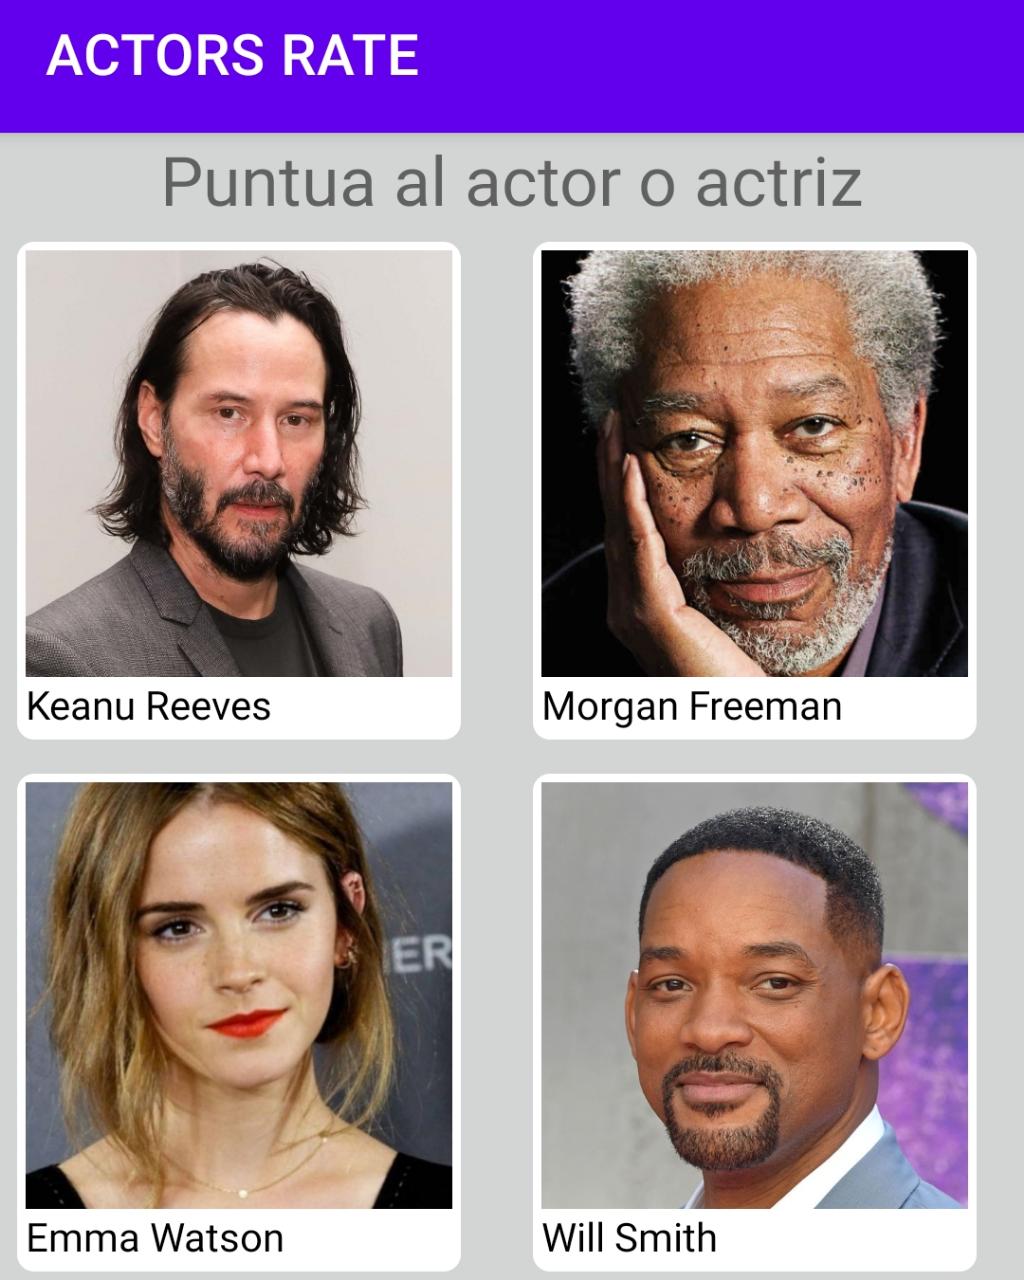 ACTORS RATE
Puntua al actor o actriz
Keanu Reeves
Morgan Freeman
ER
Emma Watson
Will Smith